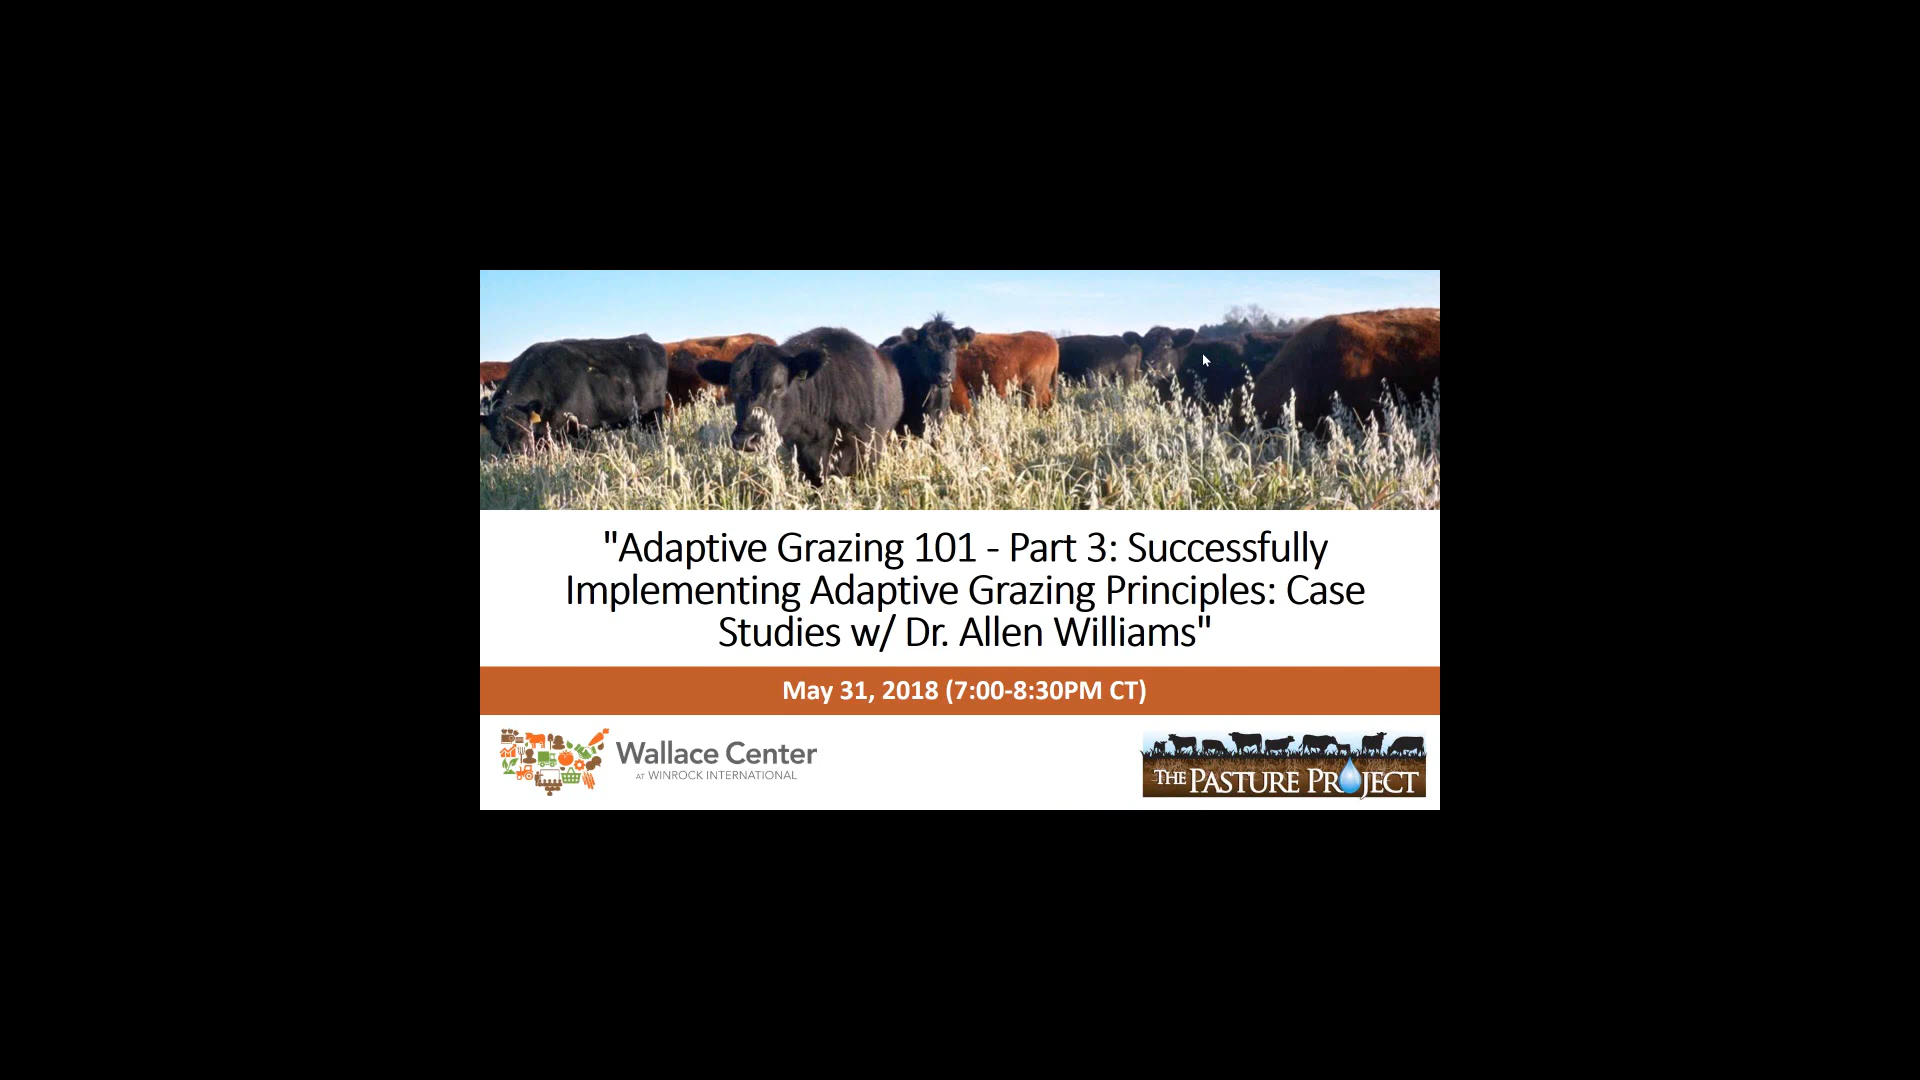 "Adaptive Grazing 101 - Part 3: Successfully
Implementing Adaptive Grazing Principles: Case
Studies w/ Dr. Allen Williams"
May 31, 2018 (7:00-8:30PM CT)
Wallace Center
AT WINROCK INTERNATIONAL
THE PASTURE PROJECT